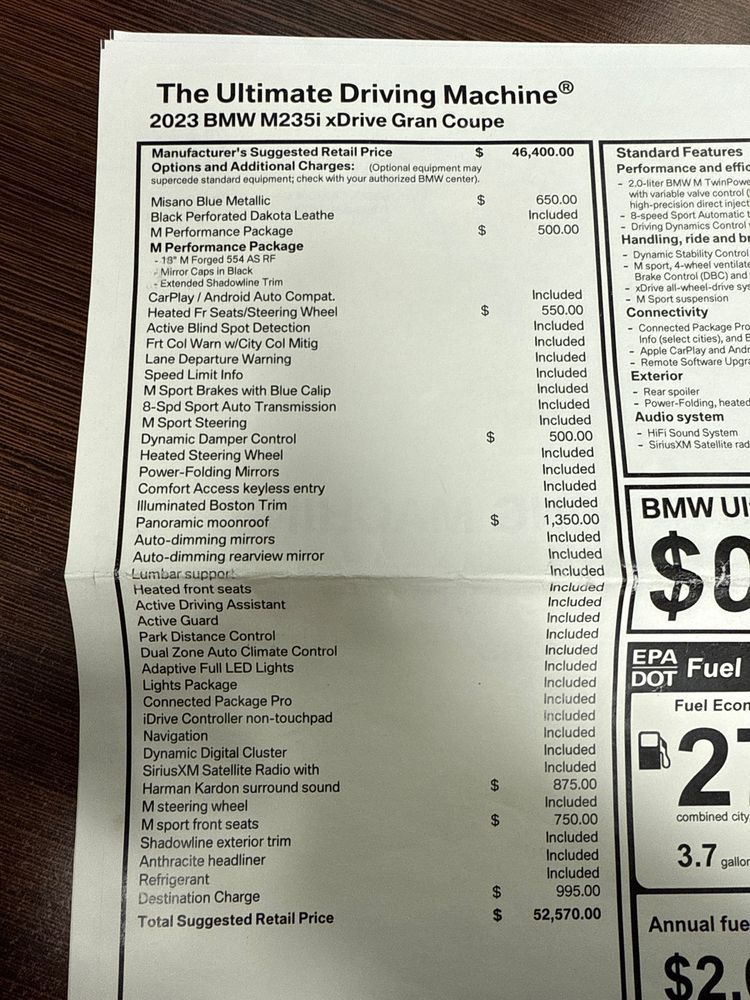 The Ultimate Driving Machine®
2023 BMW M235i xDrive Gran Coupe
Manufacturer's Suggested Retail Price $ 46,400.00
Options and Additional Charges: (Optional equipment may
supercede standard equipment; check with your authorized BMW center).
Misano Blue Metallic $ 650.00
Black Perforated Dakota Leathe Included
M Performance Package $ 500.00
M Performance Package
- 18" M Forged 554 AS RF
- Mirror Caps in Black
- Extended Shadowline Trim
CarPlay / Android Auto Compat. Included
Heated Fr Seats/Steering Wheel $ 550.00
Active Blind Spot Detection Included
Frt Col Warn w/City Col Mitig Included
Lane Departure Warning Included
Speed Limit Info Included
M Sport Brakes with Blue Calip Included
8-Spd Sport Auto Transmission Included
M Sport Steering Included
Dynamic Damper Control $ 500.00
Heated Steering Wheel Included
Power-Folding Mirrors Included
Comfort Access keyless entry Included
Illuminated Boston Trim Included
Panoramic moonroof $ 1,350.00
Auto-dimming mirrors Included
Auto-dimming rearview mirror Included
Lumbar support Included
Heated front seats Included
Active Driving Assistant Included
Active Guard Included
Park Distance Control Included
Dual Zone Auto Climate Control Included
Adaptive Full LED Lights Included
Lights Package Included
Connected Package Pro Included
iDrive Controller non-touchpad Included
Navigation Included
Dynamic Digital Cluster Included
SiriusXM Satellite Radio with Included
Harman Kardon surround sound $ 875.00
M steering wheel Included
M sport front seats $ 750.00
Shadowline exterior trim Included
Anthracite headliner Included
Refrigerant Included
Destination Charge $ 995.00
Total Suggested Retail Price $ 52,570.00
Standard Features
Performance and effic
- 2.0-liter BMW M TwinPowe
with variable valve control (
high-precision direct inject
- 8-speed Sport Automatic t
- Driving Dynamics Control
Handling, ride and br
- Dynamic Stability Control
- M sport, 4-wheel ventilate
Brake Control (DBC) and
- xDrive all-wheel-drive sys
- M Sport suspension
Connectivity
- Connected Package Pro
Info (select cities), and E
- Apple CarPlay and Andr
- Remote Software Upgra
Exterior
- Rear spoiler
- Power-Folding, heated
Audio system
- HiFi Sound System
- SiriusXM Satellite rad
BMW Ul
$0
EPA
DOT Fuel
Fuel Econ
27
combined city
3.7 gallon
Annual fue
$2,